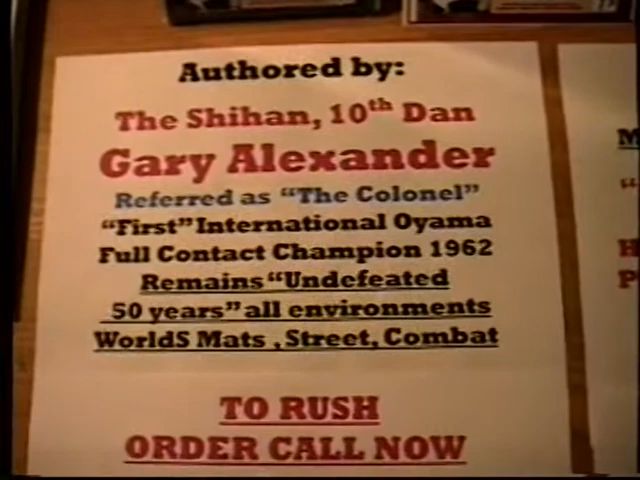 Authored by:
The Shihan, 10th Dan
Gary Alexander
Referred as "The Colonel"
"First" International Oyama
Full Contact Champion 1962
Remains "Undefeated
50 years" all environments
WorldS Mats , Street, Combat
TO RUSH
ORDER CALL NOW